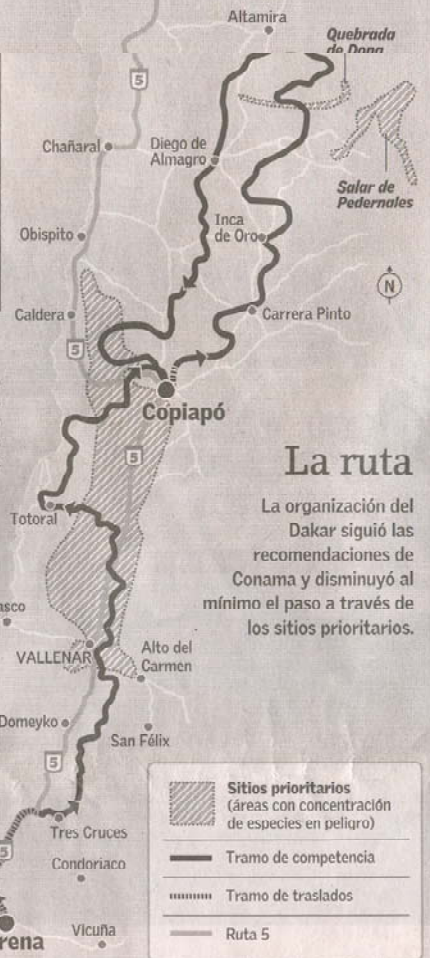 Altamira
Quebrada
5
Chañaral
Diego de
Almagro
Salar de
Pedernales
Obispito
Inca
de Oro
N
Caldera
Carrera Pinto
5
Copiapó
5
La ruta
La organización del
Dakar siguió las
recomendaciones de
Conama y disminuyó al
mínimo el paso a través de
los sitios prioritarios.
Totoral
asco
VALLENAR
Alto del
Carmen
Domeyko
San Félix
5
Sitios prioritarios
(áreas con concentración
de especies en peligro)
Tres Cruces
5
Tramo de competencia
Condoriaco
Tramo de traslados
Vicuña
rena
Ruta 5